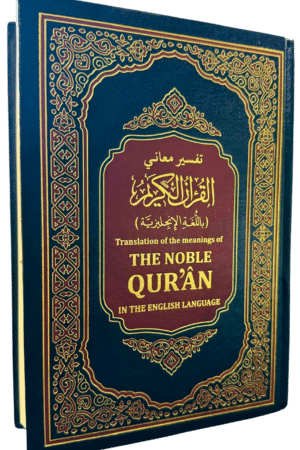 تفسير معاني
القرآن الكريم
(باللغة الإنجليزية)
Translation of the meanings of
THE NOBLE
QUR'ÂN
IN THE ENGLISH LANGUAGE